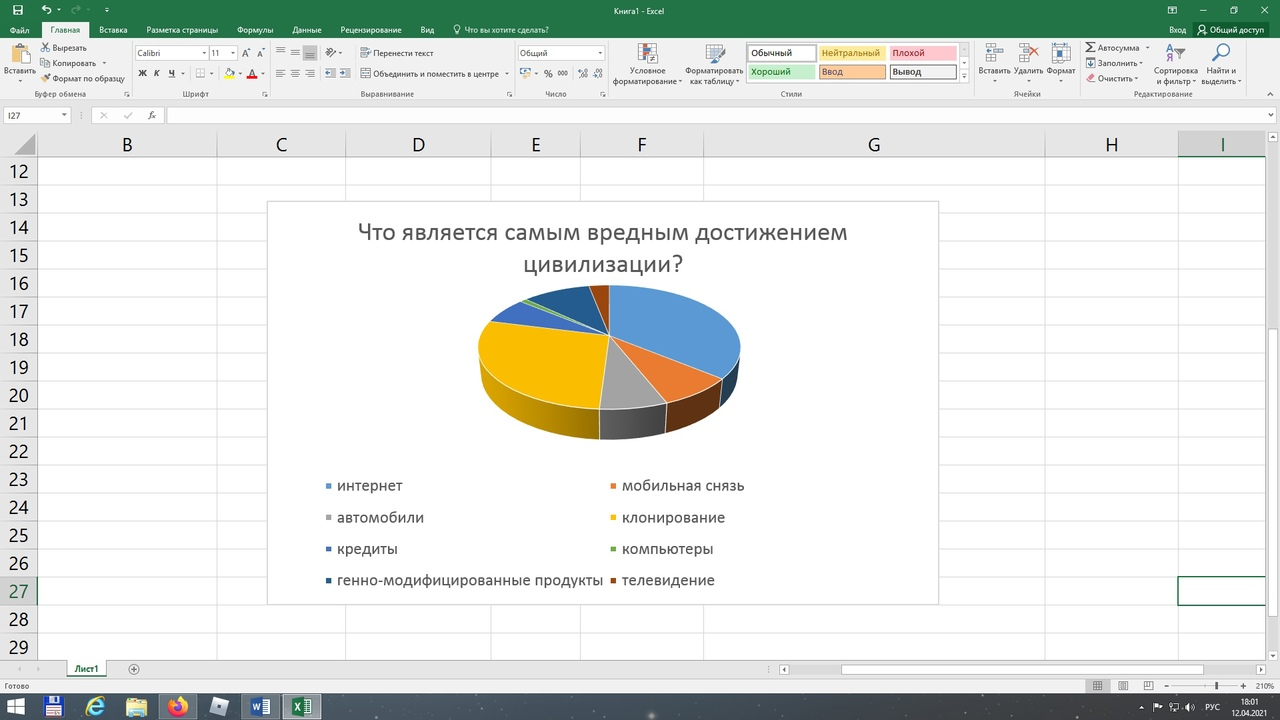 Книга1 - Excel
Файл Главная Вставка Разметка страницы Формулы Данные Рецензирование Вид Что вы хотите сделать? Вход Общий доступ
Вставить
Вырезать
Копировать
Формат по образцу
Буфер обмена
Calibri 11
Ж К Ч
Шрифт
Перенести текст
Объединить и поместить в центре
Выравнивание
Общий
% 000
Число
Условное форматирование
Форматировать как таблицу
Обычный Нейтральный Плохой
Хороший Ввод Вывод
Стили
Вставить Удалить Формат
Ячейки
Автосумма
Заполнить
Очистить
Сортировка и фильтр
Найти и выделить
Редактирование
I27 fx
B C D E F G H I
12
13
14
15
16
17
18
19
20
21
22
23
24
25
26
27
28
29
Что является самым вредным достижением
цивилизации?
интернет мобильная снязь
автомобили клонирование
кредиты компьютеры
генно-модифицированные продукты телевидение
Лист1
Готово 210%
РУС 18:01
12.04.2021